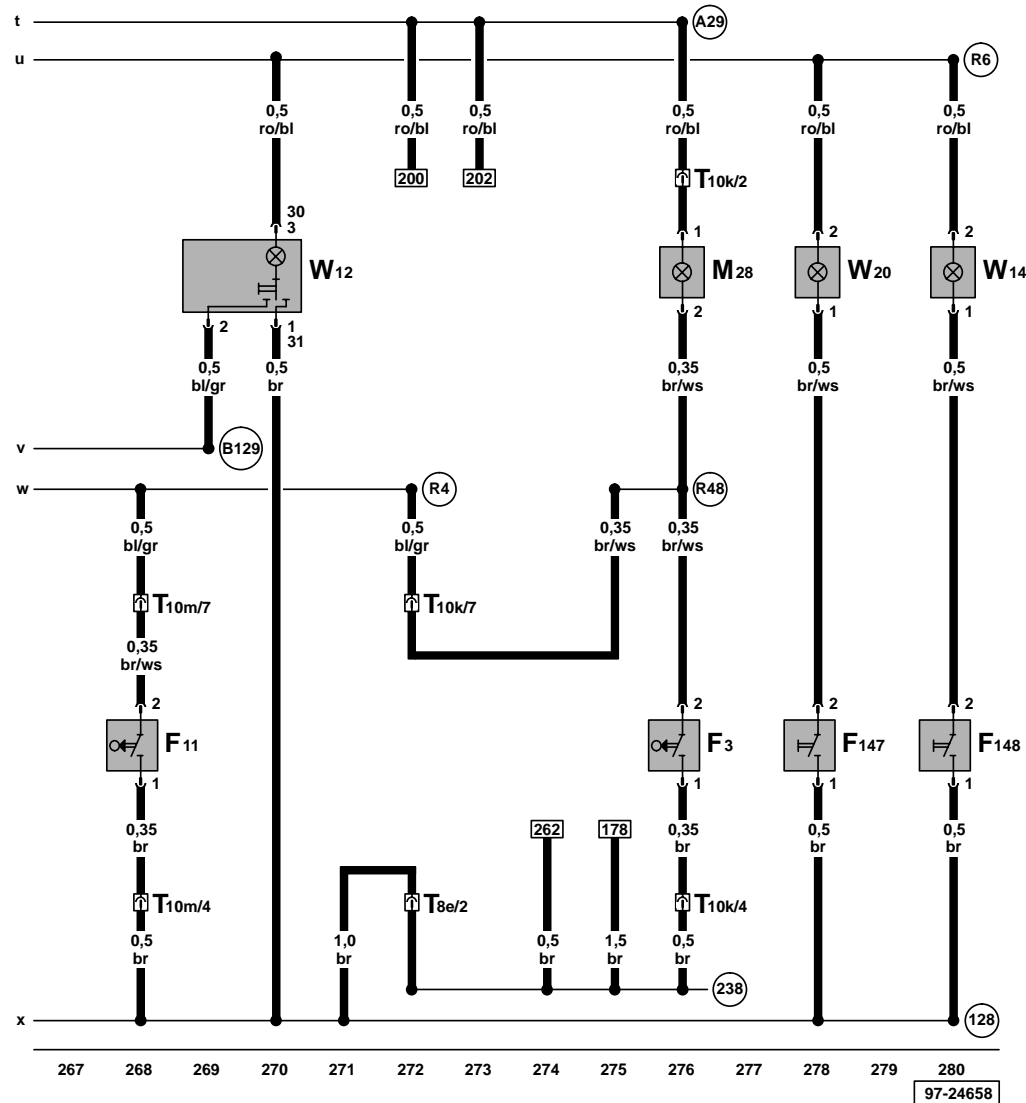 t A29
u R6
0,5 0,5 0,5 0,5 0,5 0,5
ro/bl ro/bl ro/bl ro/bl ro/bl ro/bl
200 202 T10k/2
30
3 1 2 2
W12 M28 W20 W14
2 1 2 1 1
31
0,5 0,5 0,35 0,5 0,5
bl/gr br br/ws br/ws br/ws
v B129
w R4 R48
0,5 0,5 0,35 0,35
bl/gr bl/gr br/ws br/ws
T10m/7 T10k/7
0,35
br/ws
2 2 2 2
F11 F3 F147 F148
1 1 1 1
262 178
0,35 0,35 0,5 0,5
br br br br
T10m/4 T8e/2 T10k/4
0,5 1,0 0,5 1,5 0,5
br br br br br
238
x 128
267 268 269 270 271 272 273 274 275 276 277 278 279 280
97-24658